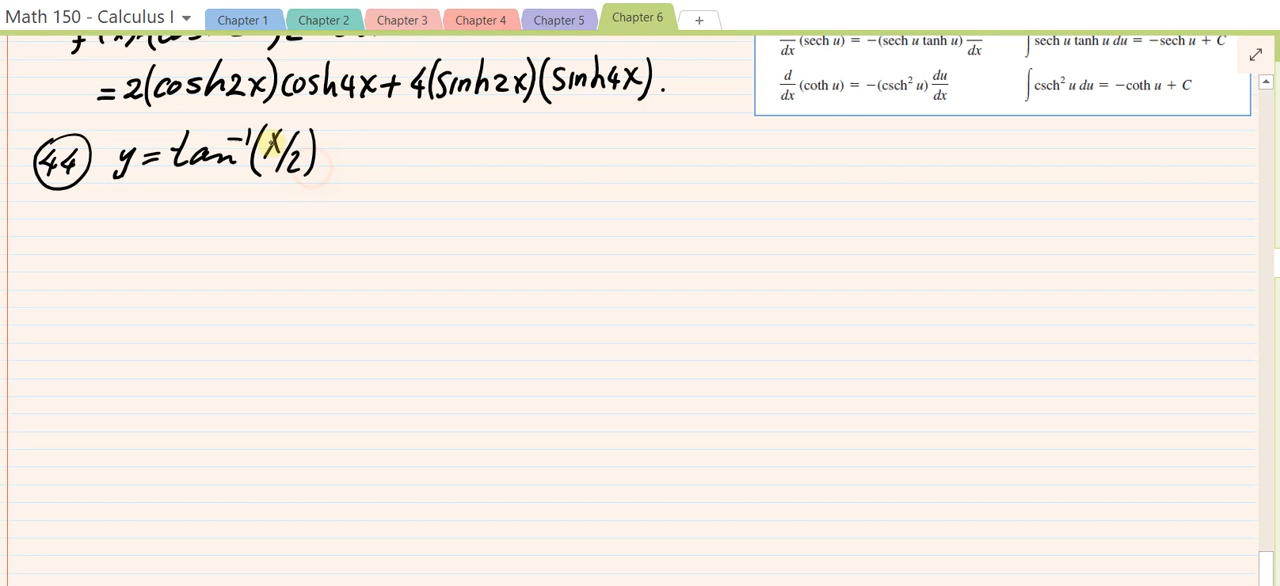 Math 150 - Calculus I Chapter 1 Chapter 2 Chapter 3 Chapter 4 Chapter 5 Chapter 6 +
= 2(cosh2x)cosh4x + 4(sinh2x)(sinh4x).
44 y = tan⁻¹(x/2)
d/dx (sech u) = −(sech u tanh u) du/dx ∫ sech u tanh u du = −sech u + C
d/dx (coth u) = −(csch² u) du/dx ∫ csch² u du = −coth u + C